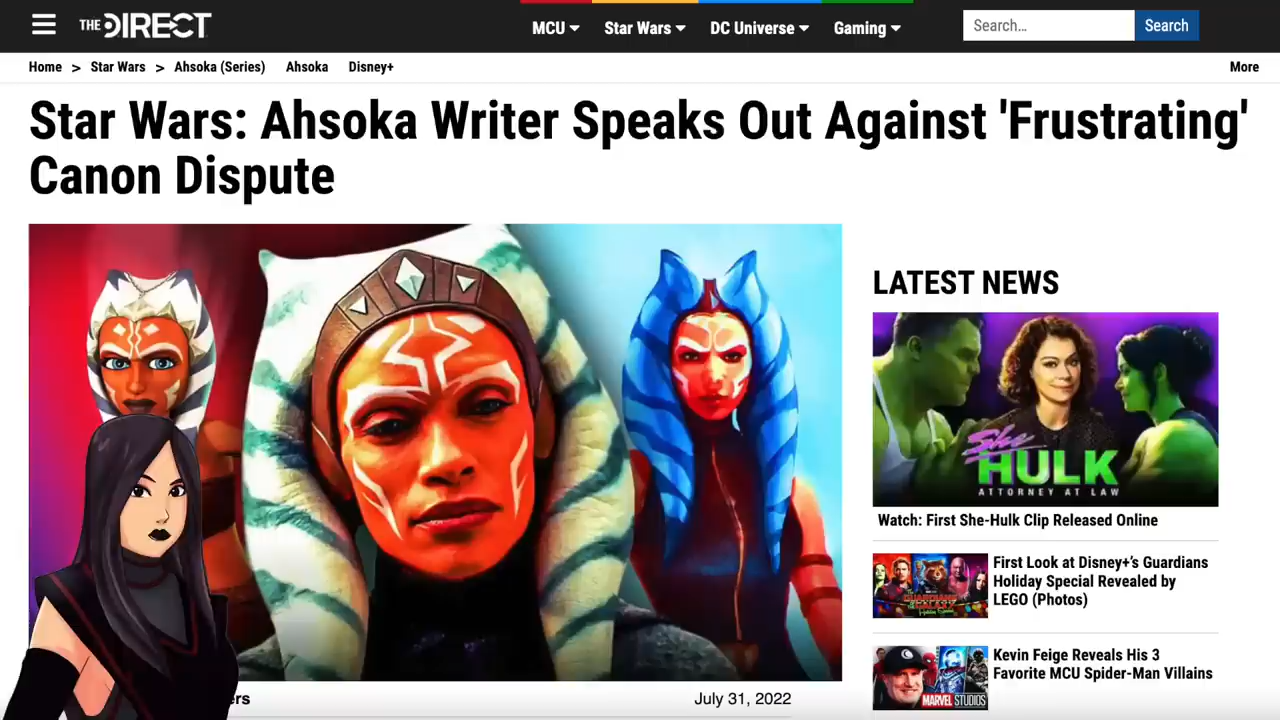 THE DIRECT
MCU Star Wars DC Universe Gaming
Search... Search
Home > Star Wars > Ahsoka (Series) Ahsoka Disney+ More
Star Wars: Ahsoka Writer Speaks Out Against 'Frustrating'
Canon Dispute
ers July 31, 2022
LATEST NEWS
She
HULK
ATTORNEY AT LAW
Watch: First She-Hulk Clip Released Online
First Look at Disney+’s Guardians
Holiday Special Revealed by
LEGO (Photos)
Kevin Feige Reveals His 3
Favorite MCU Spider-Man Villains
MARVEL STUDIOS